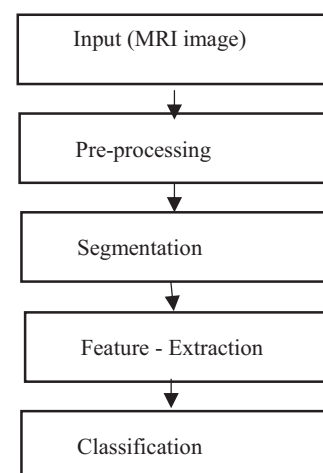 Input (MRI image)
Pre-processing
Segmentation
Feature - Extraction
Classification